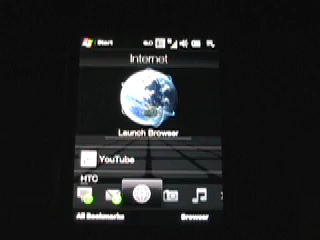 Start
Internet
Launch Browser
YouTube
HTC
All Bookmarks Browser